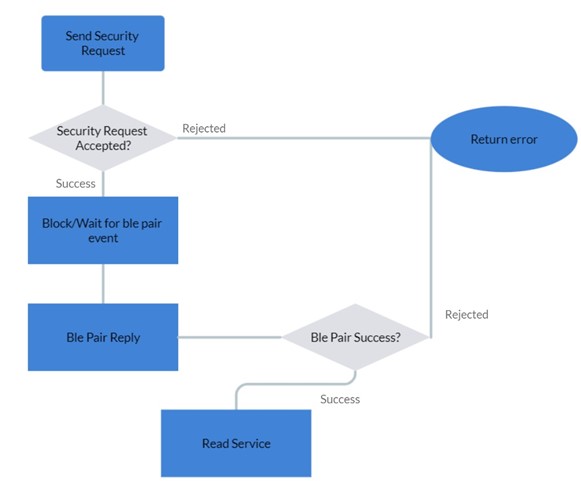 Send Security
Request
Security Request
Accepted?
Rejected
Return error
Success
Block/Wait for ble pair
event
Ble Pair Reply
Ble Pair Success?
Rejected
Success
Read Service